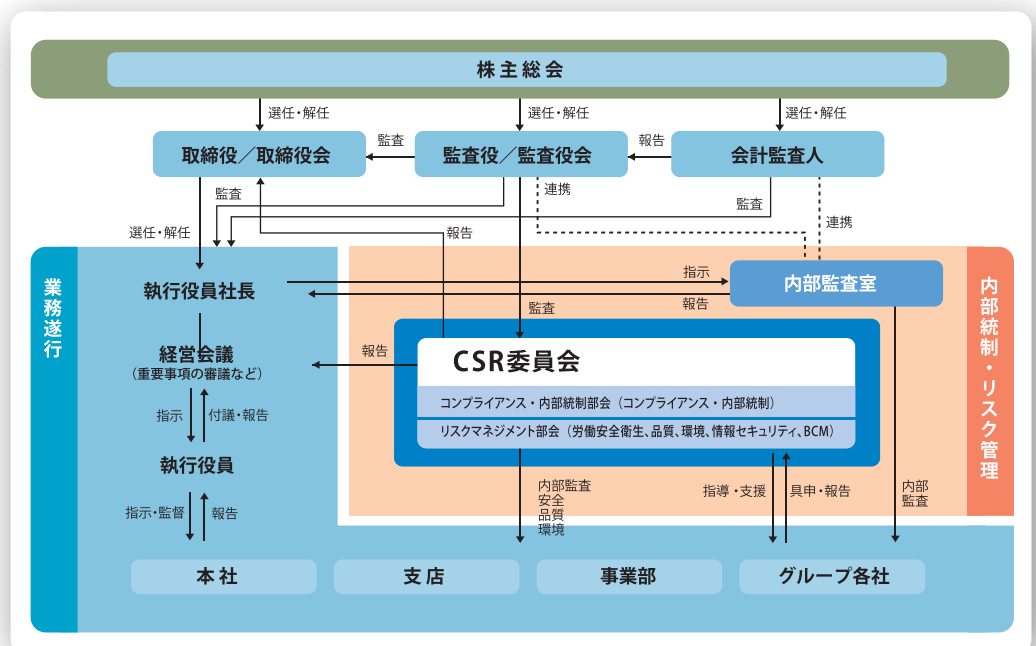 株主総会
選任・解任
選任・解任
選任・解任
取締役／取締役会
監査
監査役／監査役会
報告
会計監査人
監査
連携
監査
選任・解任
報告
連携
業務遂行
執行役員社長
指示
報告
内部監査室
内部統制・リスク管理
監査
経営会議
（重要事項の審議など）
報告
CSR委員会
コンプライアンス・内部統制部会（コンプライアンス・内部統制）
リスクマネジメント部会（労働安全衛生、品質、環境、情報セキュリティ、BCM）
指示
付議・報告
執行役員
指示・監督
報告
内部監査
安全
品質
環境
指導・支援
具申・報告
内部
監査
本社
支店
事業部
グループ各社